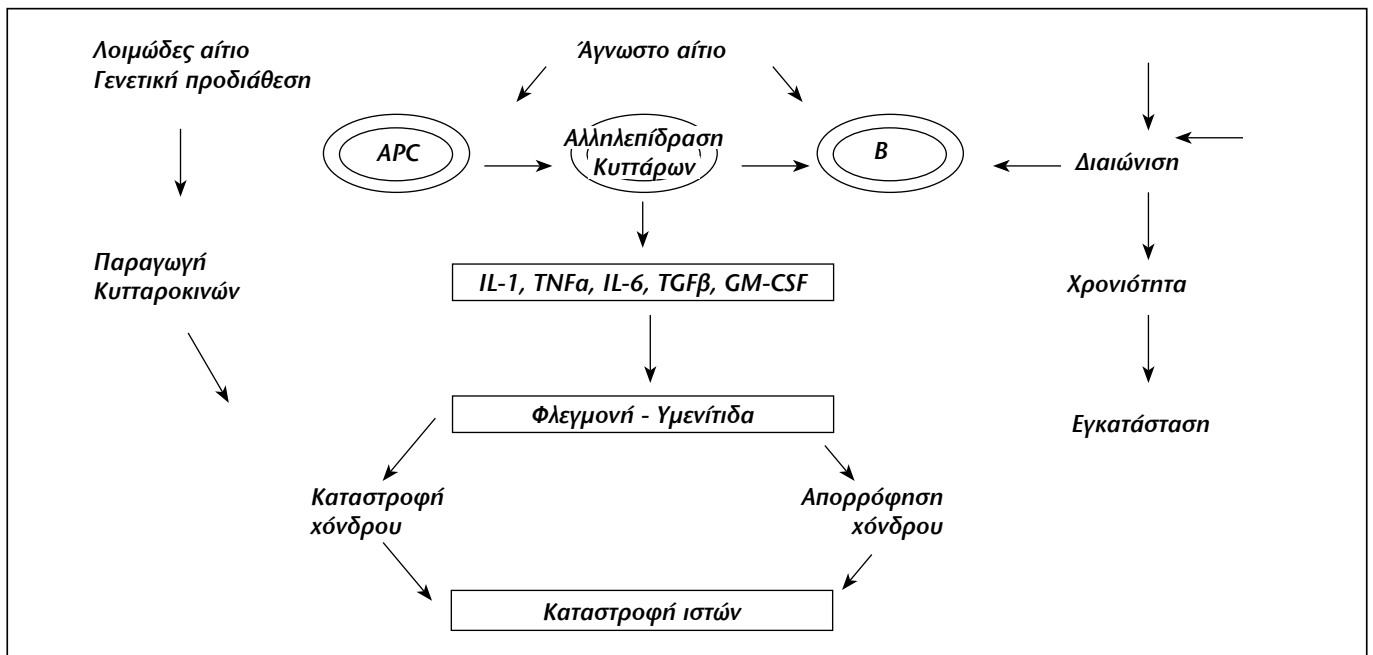 Λοιμώδες αίτιο
Γενετική προδιάθεση
Άγνωστο αίτιο
APC
Αλληλεπίδραση
Κυττάρων
B
Διαιώνιση
Παραγωγή
Κυτταροκινών
IL-1, TNFα, IL-6, TGFβ, GM-CSF
Χρονιότητα
Φλεγμονή - Υμενίτιδα
Εγκατάσταση
Καταστροφή
χόνδρου
Απορρόφηση
χόνδρου
Καταστροφή ιστών